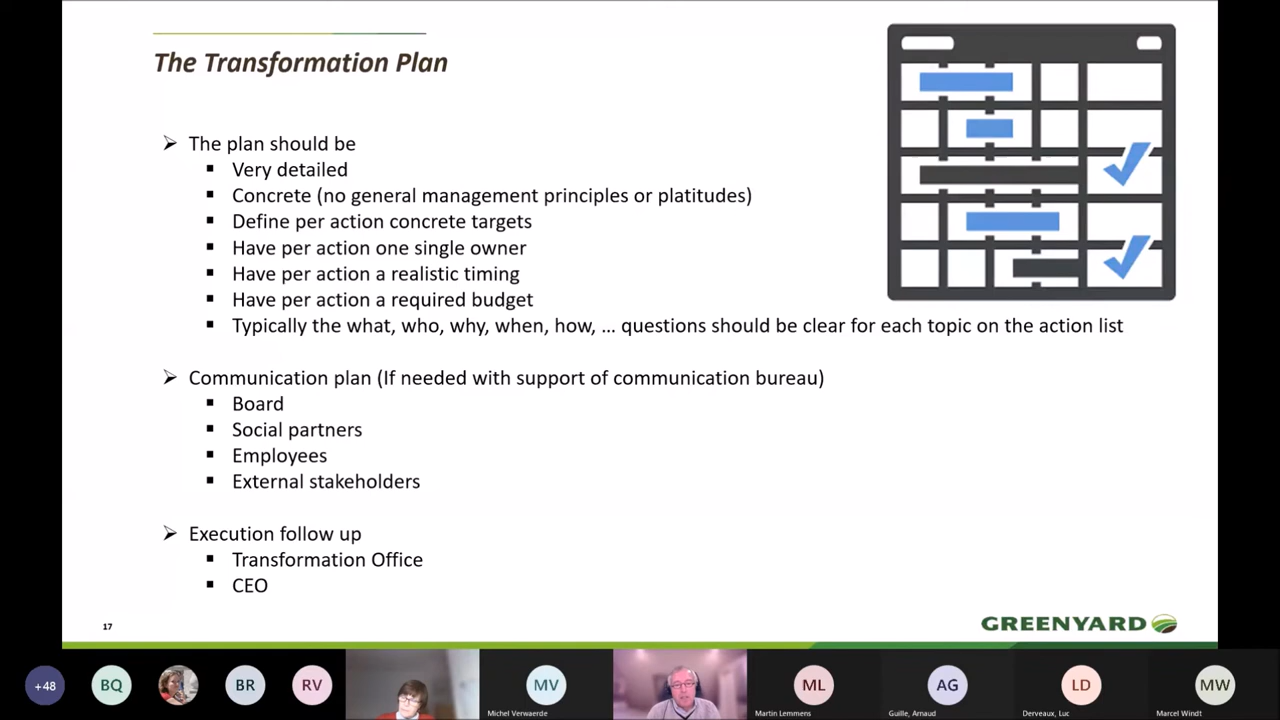 The Transformation Plan
The plan should be
Very detailed
Concrete (no general management principles or platitudes)
Define per action concrete targets
Have per action one single owner
Have per action a realistic timing
Have per action a required budget
Typically the what, who, why, when, how, ... questions should be clear for each topic on the action list
Communication plan (If needed with support of communication bureau)
Board
Social partners
Employees
External stakeholders
Execution follow up
Transformation Office
CEO
17
GREENYARD
+48
BQ
BR
RV
MV
Michel Verwaerde
ML
Martin Lemmens
AG
Guille, Arnaud
LD
Derveaux, Luc
MW
Marcel Windt